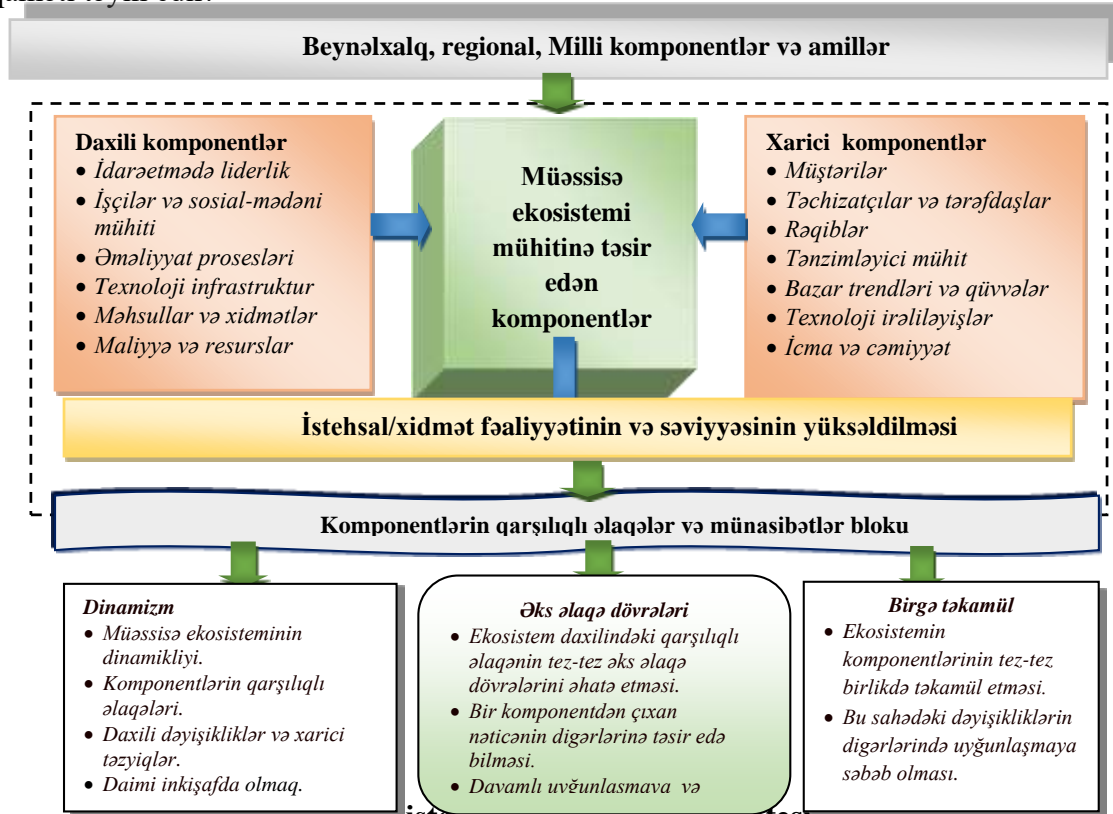 təyin edir.
Beynəlxalq, regional, Milli komponentlər və amillər
Daxili komponentlər
• İdarəetmədə liderlik
• İşçilər və sosial-mədəni
mühiti
• Əməliyyat prosesləri
• Texnoloji infrastruktur
• Məhsullar və xidmətlər
• Maliyyə və resurslar
Müəssisə
ekosistemi
mühitinə təsir
edən
komponentlər
Xarici komponentlər
• Müştərilər
• Təchizatçılar və tərəfdaşlar
• Rəqiblər
• Tənzimləyici mühit
• Bazar trendləri və qüvvələr
• Texnoloji irəliləyişlər
• İcma və cəmiyyət
İstehsal/xidmət fəaliyyətinin və səviyyəsinin yüksəldilməsi
Komponentlərin qarşılıqlı əlaqələr və münasibətlər bloku
Dinamizm
• Müəssisə ekosisteminin
dinamikliyi.
• Komponentlərin qarşılıqlı
əlaqələri.
• Daxili dəyişikliklər və xarici
təzyiqlər.
• Daimi inkişafda olmaq.
Əks əlaqə dövrələri
• Ekosistem daxilindəki qarşılıqlı
əlaqənin tez-tez əks əlaqə
dövrələrini əhatə etməsi.
• Bir komponentdən çıxan
nəticənin digərlərinə təsir edə
bilməsi.
• Davamlı uyğunlaşmaya və
Birgə təkamül
• Ekosistemin
komponentlərinin tez-tez
birlikdə təkamül etməsi.
• Bu sahədəki dəyişikliklərin
digərlərində uyğunlaşmaya
səbəb olması.